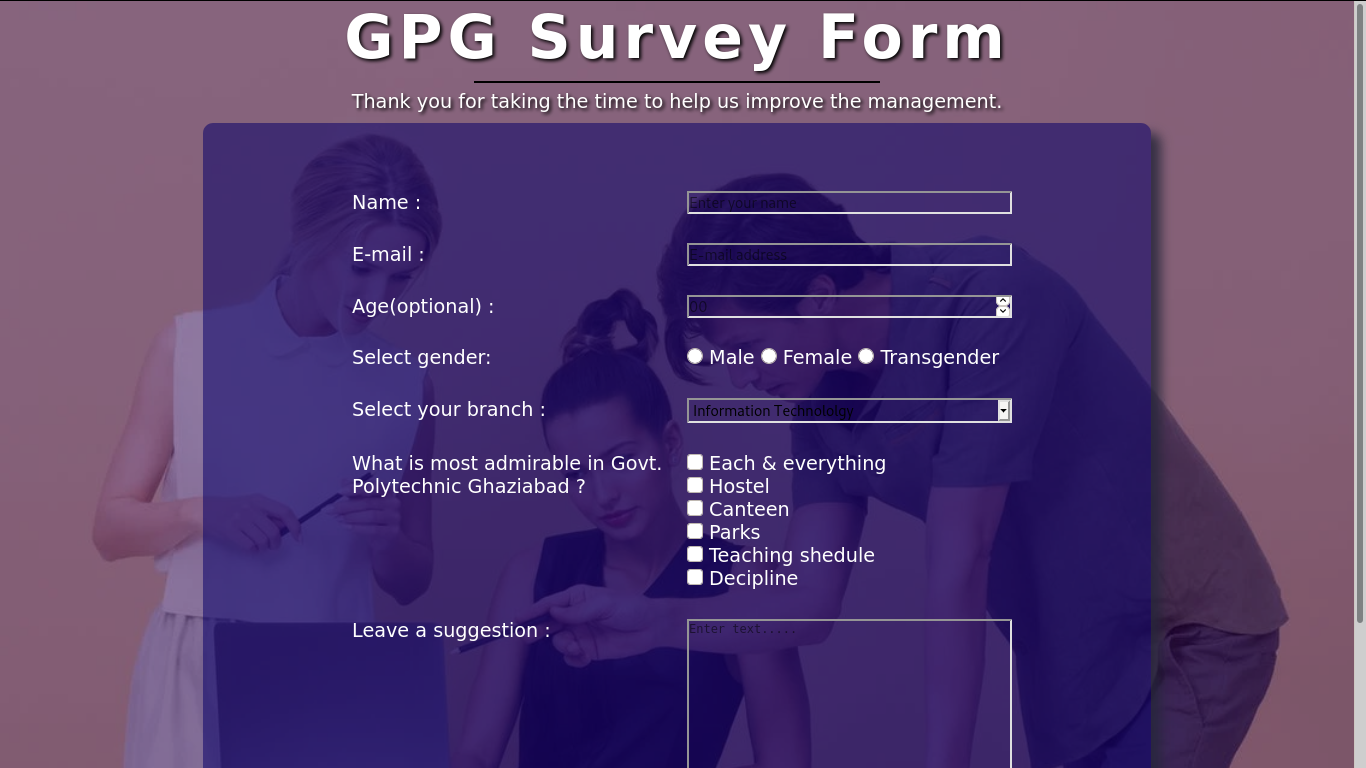 GPG Survey Form
Thank you for taking the time to help us improve the management.
Name :
Enter your name
E-mail :
E-mail address
Age(optional) :
00
Select gender:
Male Female Transgender
Select your branch :
Information Technololgy
What is most admirable in Govt.
Polytechnic Ghaziabad ?
Each & everything
Hostel
Canteen
Parks
Teaching shedule
Decipline
Leave a suggestion :
Enter text.....